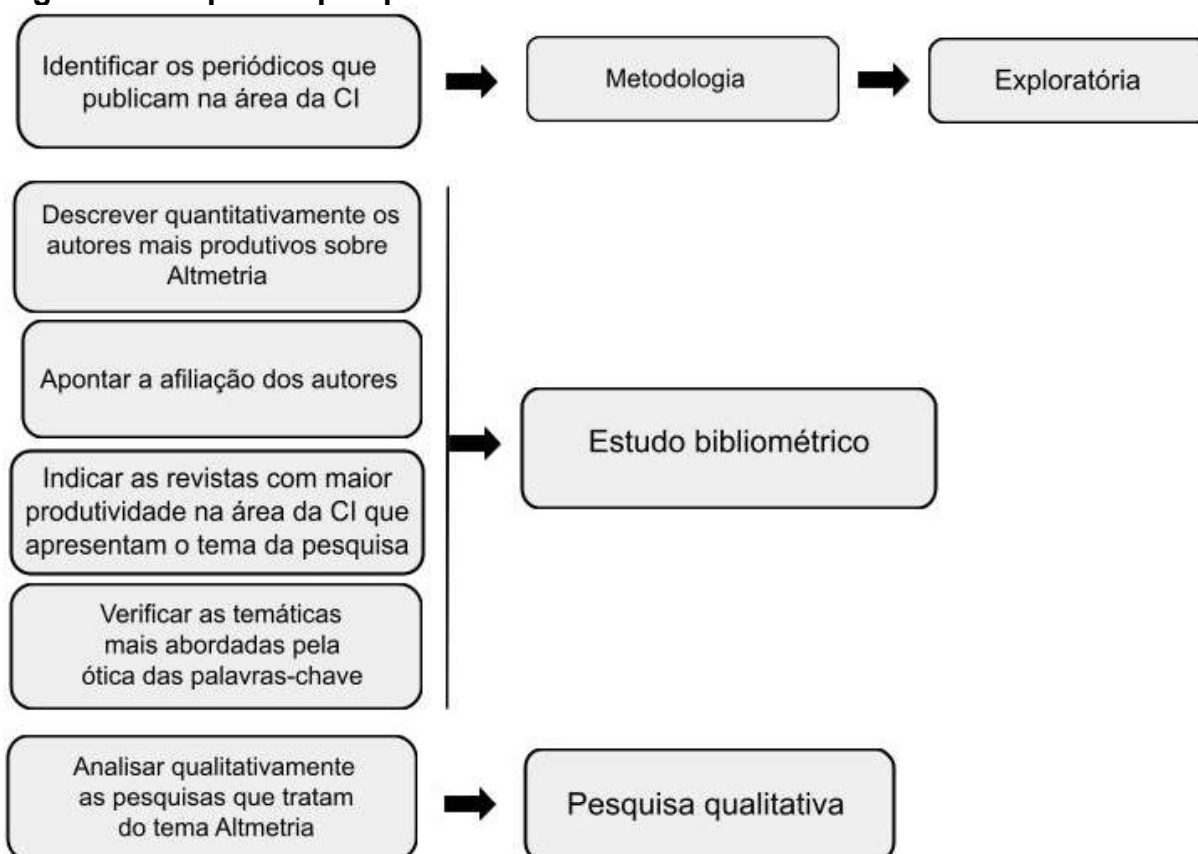 Identificar os periódicos que
publicam na área da CI
Metodologia
Exploratória
Descrever quantitativamente os
autores mais produtivos sobre
Altmetria
Apontar a afiliação dos autores
Indicar as revistas com maior
produtividade na área da CI que
apresentam o tema da pesquisa
Verificar as temáticas
mais abordadas pela
ótica das palavras-chave
Estudo bibliométrico
Analisar qualitativamente
as pesquisas que tratam
do tema Altmetria
Pesquisa qualitativa